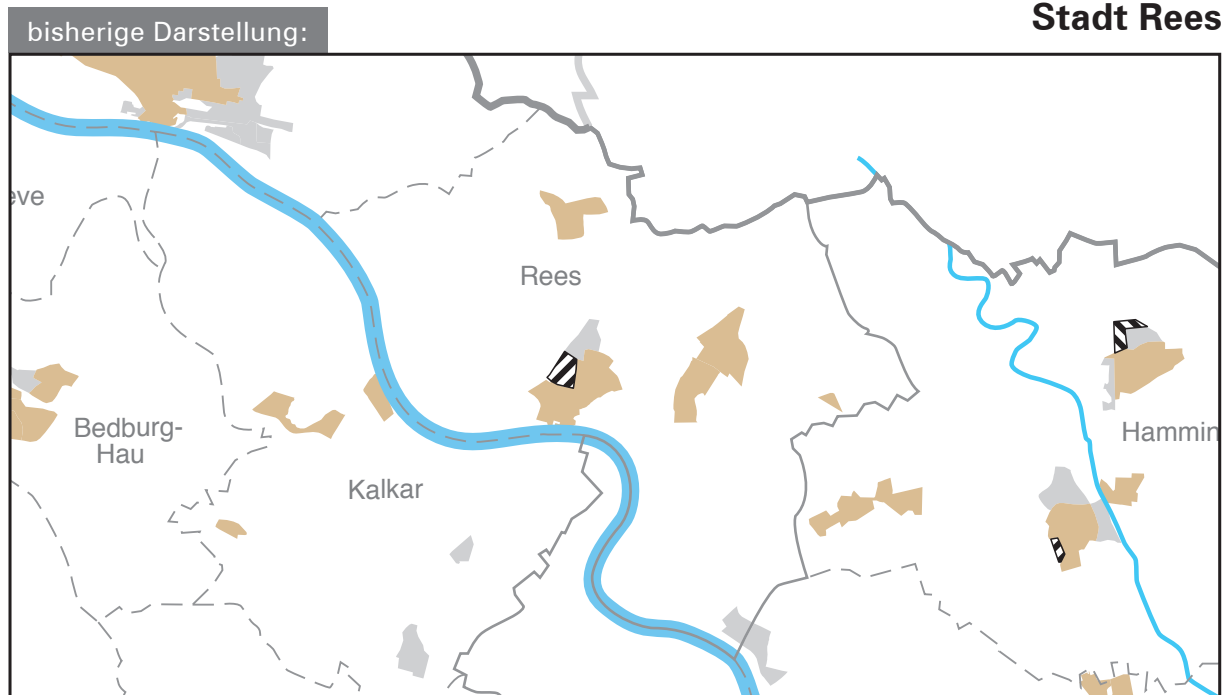 Stadt Rees
bisherige Darstellung:
eve
Rees
Bedburg-
Hau
Hammin
Kalkar